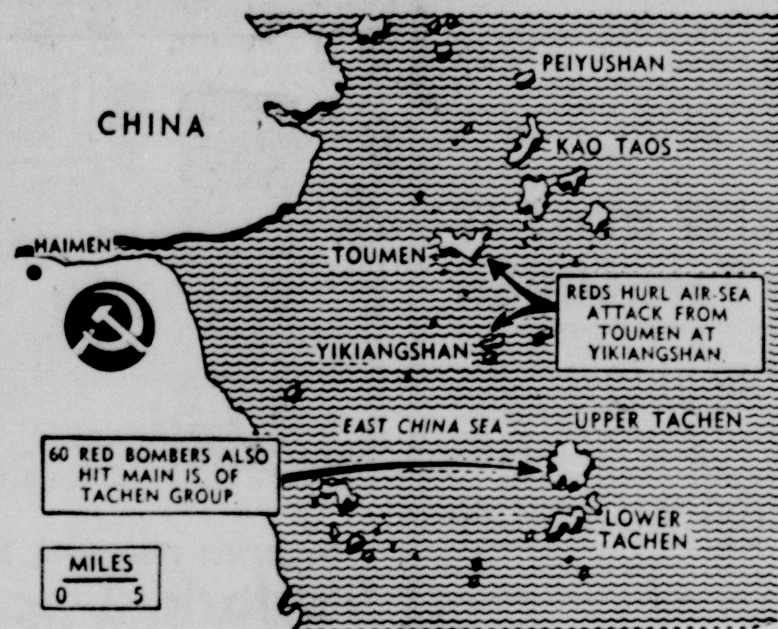 PEIYUSHAN
CHINA
KAO TAOS
HAIMEN
TOUMEN
REDS HURL AIR-SEA
ATTACK FROM
TOUMEN AT
YIKIANGSHAN.
YIKIANGSHAN
EAST CHINA SEA
UPPER TACHEN
60 RED BOMBERS ALSO
HIT MAIN IS. OF
TACHEN GROUP.
LOWER
TACHEN
MILES
0 5